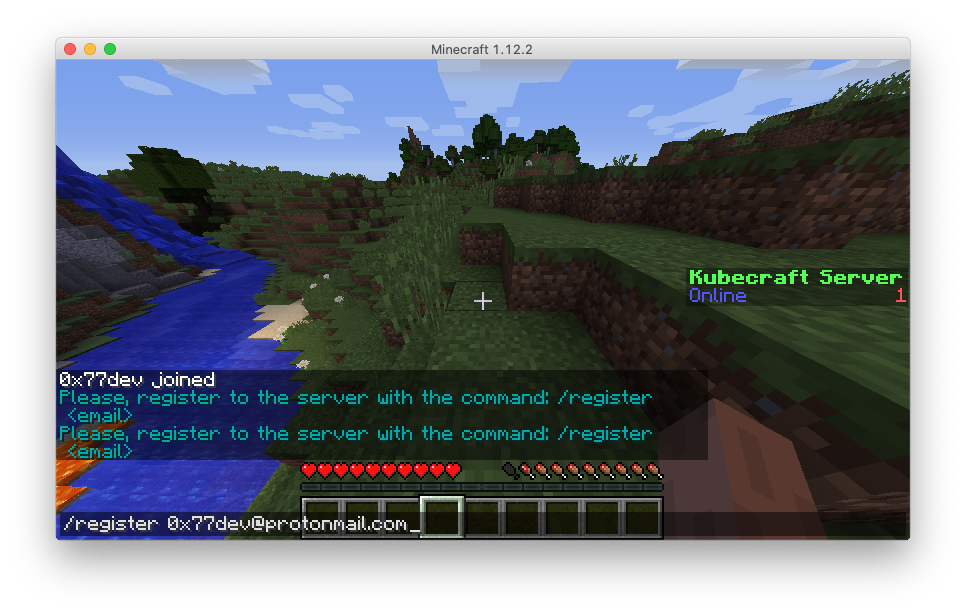 Minecraft 1.12.2
Kubecraft Server
Online 1
0x77dev joined
Please, register to the server with the command: /register
<email>
Please, register to the server with the command: /register
<email>
/register 0x77dev@protonmail.com_